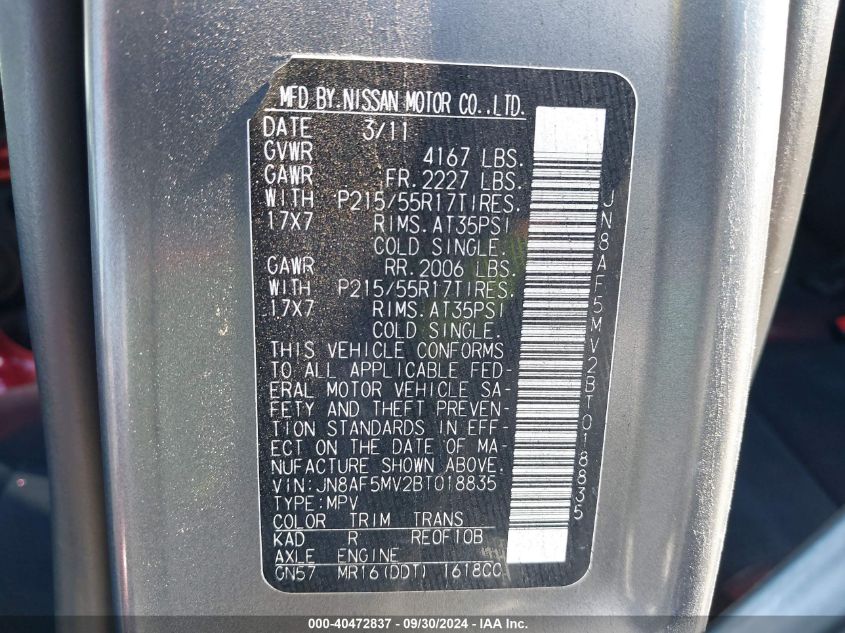 MFD BY.NISSAN MOTOR CO.,LTD.
DATE 3/11
GVWR 4167 LBS.
GAWR FR.2227 LBS.
WITH P215/55R17TIRES.
17X7 RIMS.AT35PSI
COLD SINGLE.
GAWR RR.2006 LBS.
WITH P215/55R17TIRES.
17X7 RIMS.AT35PSI
COLD SINGLE.
THIS VEHICLE CONFORMS
TO ALL APPLICABLE FED-
ERAL MOTOR VEHICLE SA-
FETY AND THEFT PREVEN-
TION STANDARDS IN EFF-
ECT ON THE DATE OF MA-
NUFACTURE SHOWN ABOVE.
VIN:JN8AF5MV2BT018835
TYPE:MPV
COLOR TRIM TRANS
KAD R RE0F10B
AXLE ENGINE
GN57 MR16(DDT) 1618CC
JN8AF5MV2BT018835
000-40472837 - 09/30/2024 - 1618